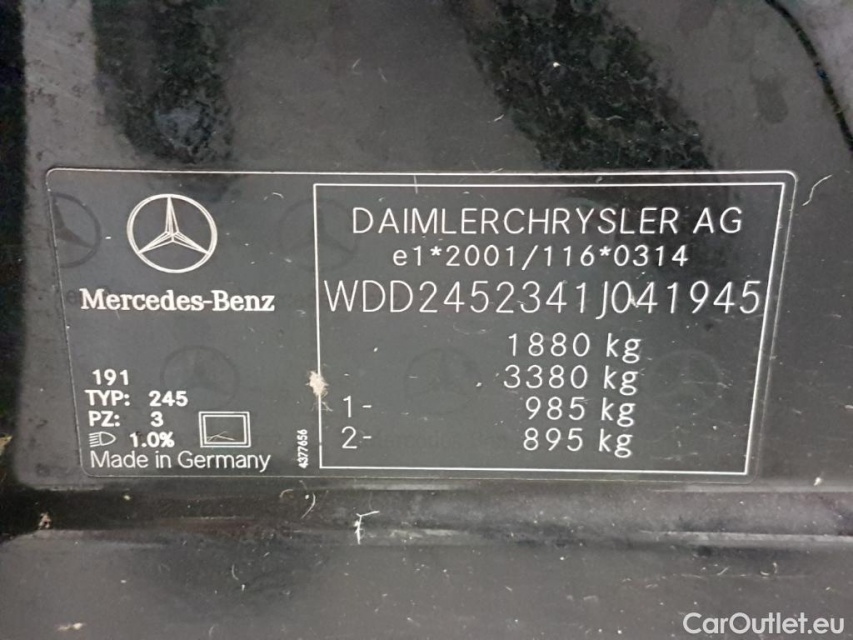 Mercedes-Benz
191
TYP: 245
PZ: 3
1.0%
Made in Germany
4377656
DAIMLERCHRYSLER AG
e1*2001/116*0314
WDD2452341J041945
1880 kg
3380 kg
1- 985 kg
2- 895 kg
CarOutlet.eu